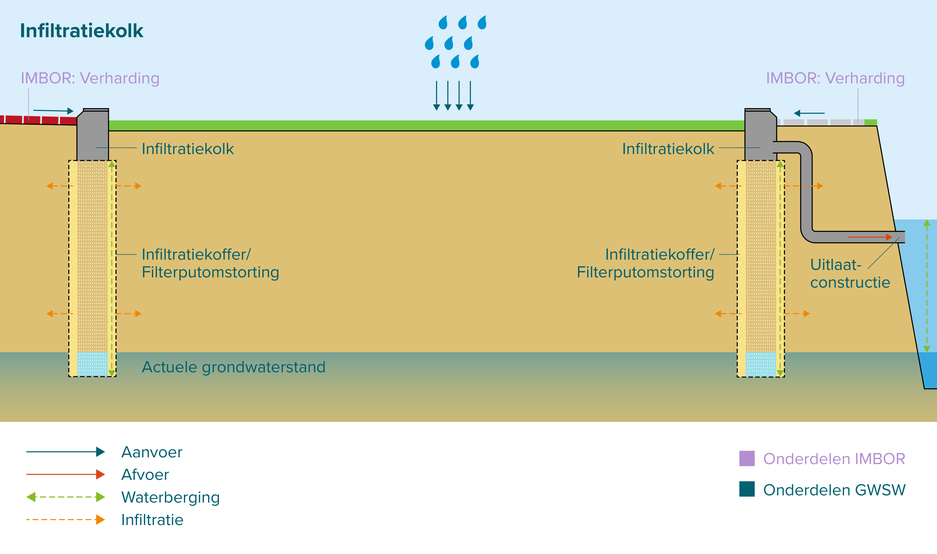 Infiltratiekolk
IMBOR: Verharding
IMBOR: Verharding
Infiltratiekolk
Infiltratiekolk
Infiltratiekoffer/
Filterputomstorting
Infiltratiekoffer/
Filterputomstorting
Uitlaat-
constructie
Actuele grondwaterstand
Aanvoer
Afvoer
Waterberging
Infiltratie
Onderdelen IMBOR
Onderdelen GWSW